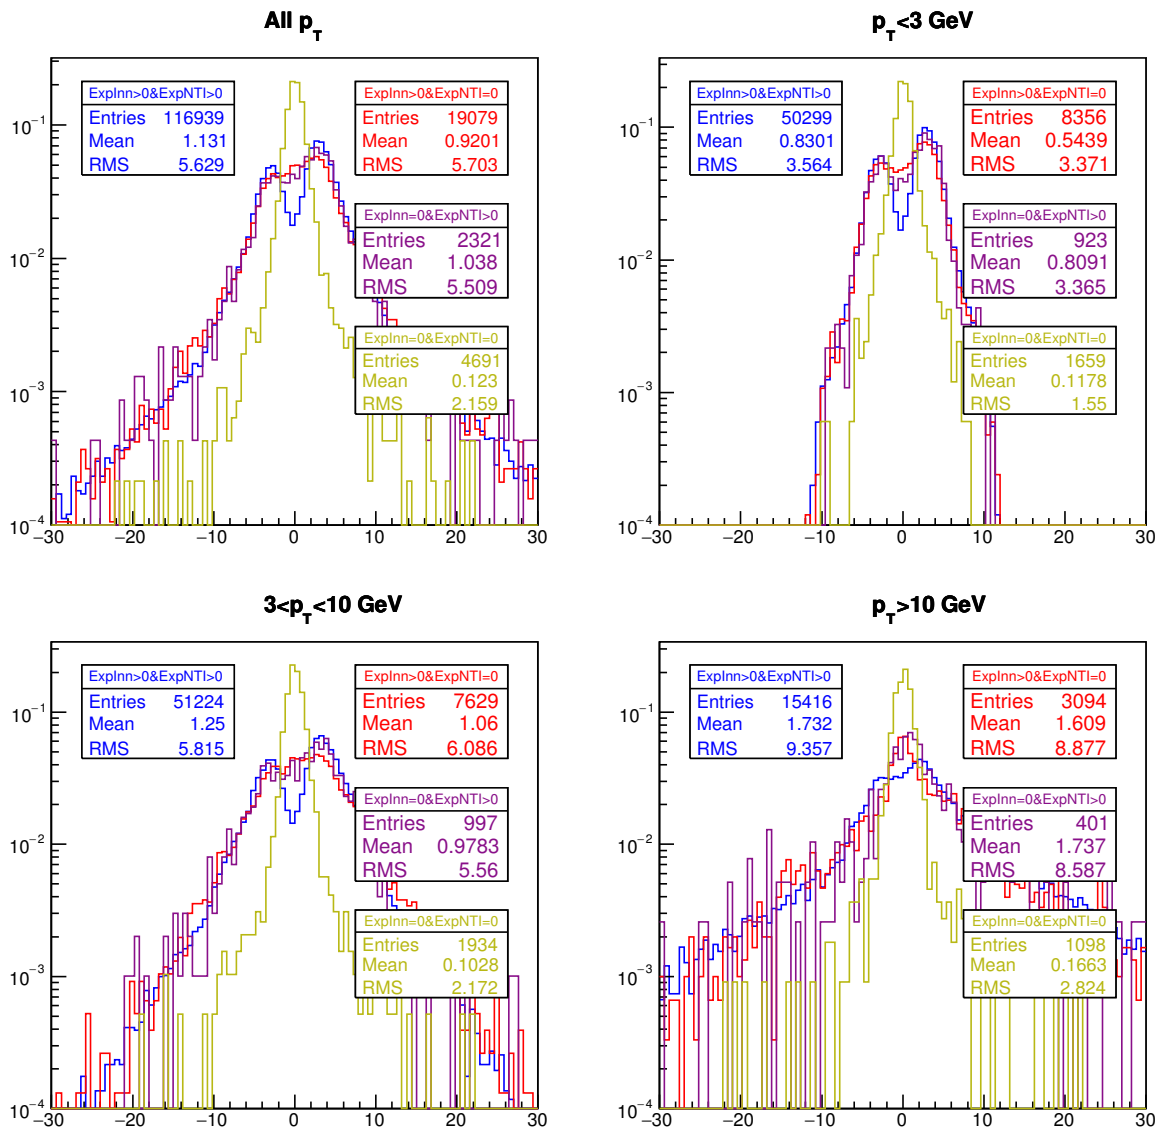 All pT
ExpInn>0&ExpNTI>0
Entries 116939
Mean 1.131
RMS 5.629
ExpInn>0&ExpNTI=0
Entries 19079
Mean 0.9201
RMS 5.703
ExpInn=0&ExpNTI>0
Entries 2321
Mean 1.038
RMS 5.509
ExpInn=0&ExpNTI=0
Entries 4691
Mean 0.123
RMS 2.159
10−1
10−2
10−3
10−4
−30 −20 −10 0 10 20 30
pT<3 GeV
ExpInn>0&ExpNTI>0
Entries 50299
Mean 0.8301
RMS 3.564
ExpInn>0&ExpNTI=0
Entries 8356
Mean 0.5439
RMS 3.371
ExpInn=0&ExpNTI>0
Entries 923
Mean 0.8091
RMS 3.365
ExpInn=0&ExpNTI=0
Entries 1659
Mean 0.1178
RMS 1.55
10−1
10−2
10−3
10−4
−30 −20 −10 0 10 20 30
3<pT<10 GeV
ExpInn>0&ExpNTI>0
Entries 51224
Mean 1.25
RMS 5.815
ExpInn>0&ExpNTI=0
Entries 7629
Mean 1.06
RMS 6.086
ExpInn=0&ExpNTI>0
Entries 997
Mean 0.9783
RMS 5.56
ExpInn=0&ExpNTI=0
Entries 1934
Mean 0.1028
RMS 2.172
10−1
10−2
10−3
10−4
−30 −20 −10 0 10 20 30
pT>10 GeV
ExpInn>0&ExpNTI>0
Entries 15416
Mean 1.732
RMS 9.357
ExpInn>0&ExpNTI=0
Entries 3094
Mean 1.609
RMS 8.877
ExpInn=0&ExpNTI>0
Entries 401
Mean 1.737
RMS 8.587
ExpInn=0&ExpNTI=0
Entries 1098
Mean 0.1663
RMS 2.824
10−1
10−2
10−3
10−4
−30 −20 −10 0 10 20 30